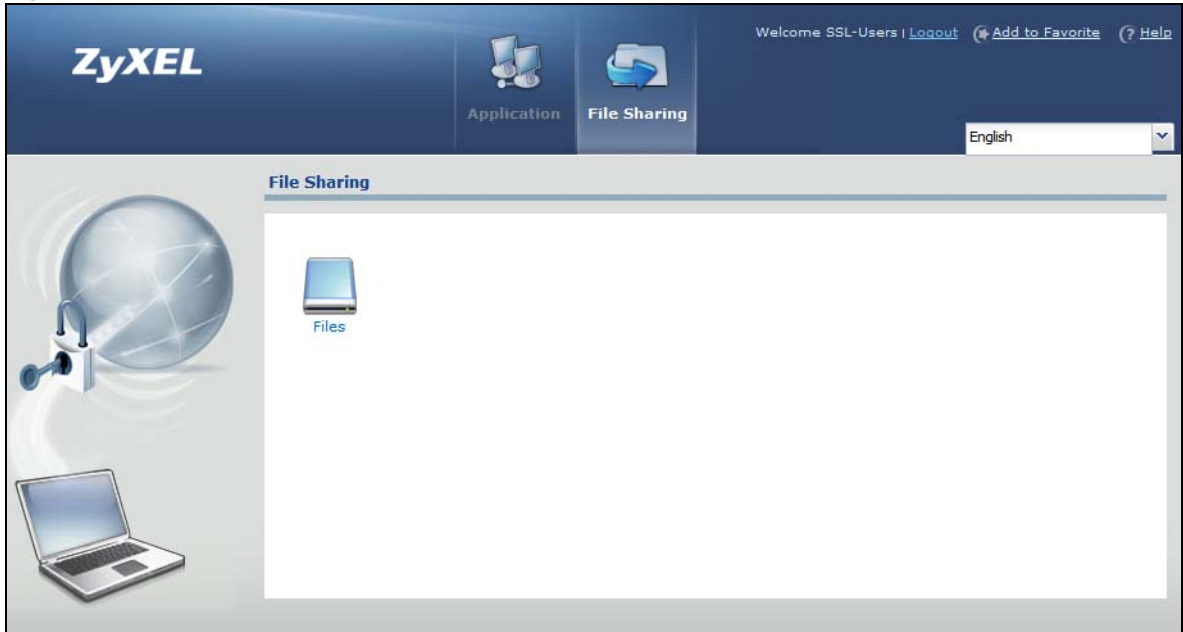 Welcome SSL-Users | Logout Add to Favorite ? Help
ZyXEL
Application File Sharing
English
File Sharing
Files